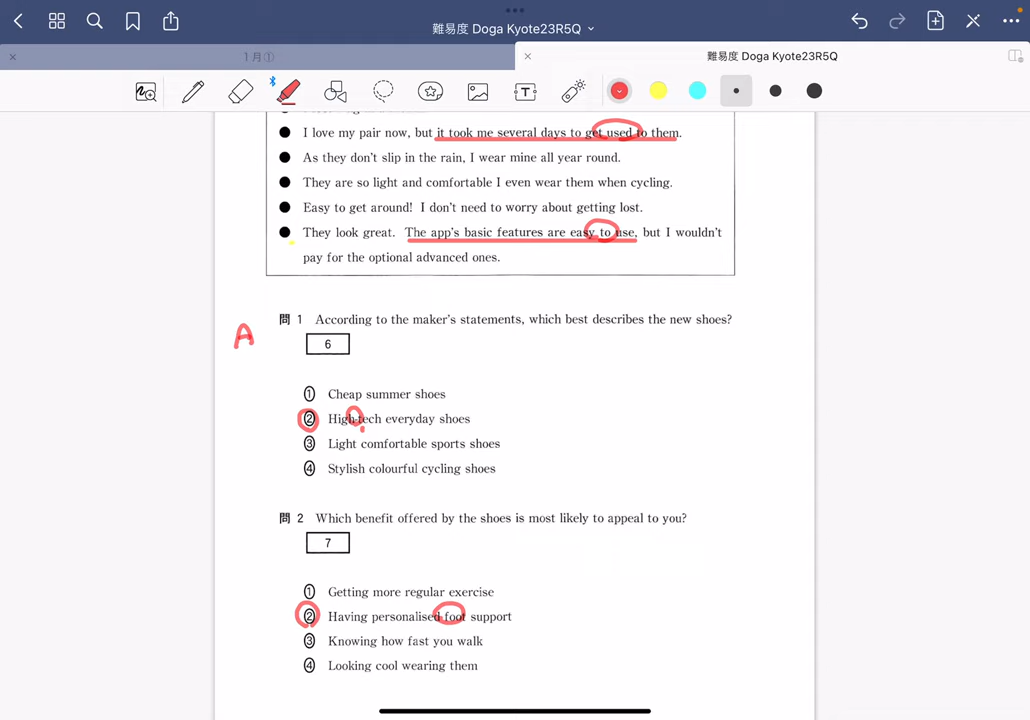 難易度 Doga Kyote23R5Q
1月①
難易度 Doga Kyote23R5Q
● I love my pair now, but it took me several days to get used to them.
● As they don't slip in the rain, I wear mine all year round.
● They are so light and comfortable I even wear them when cycling.
● Easy to get around! I don't need to worry about getting lost.
● They look great. The app's basic features are easy to use, but I wouldn't
pay for the optional advanced ones.
A
問 1 According to the maker's statements, which best describes the new shoes?
6
① Cheap summer shoes
② High-tech everyday shoes
③ Light comfortable sports shoes
④ Stylish colourful cycling shoes
問 2 Which benefit offered by the shoes is most likely to appeal to you?
7
① Getting more regular exercise
② Having personalised foot support
③ Knowing how fast you walk
④ Looking cool wearing them